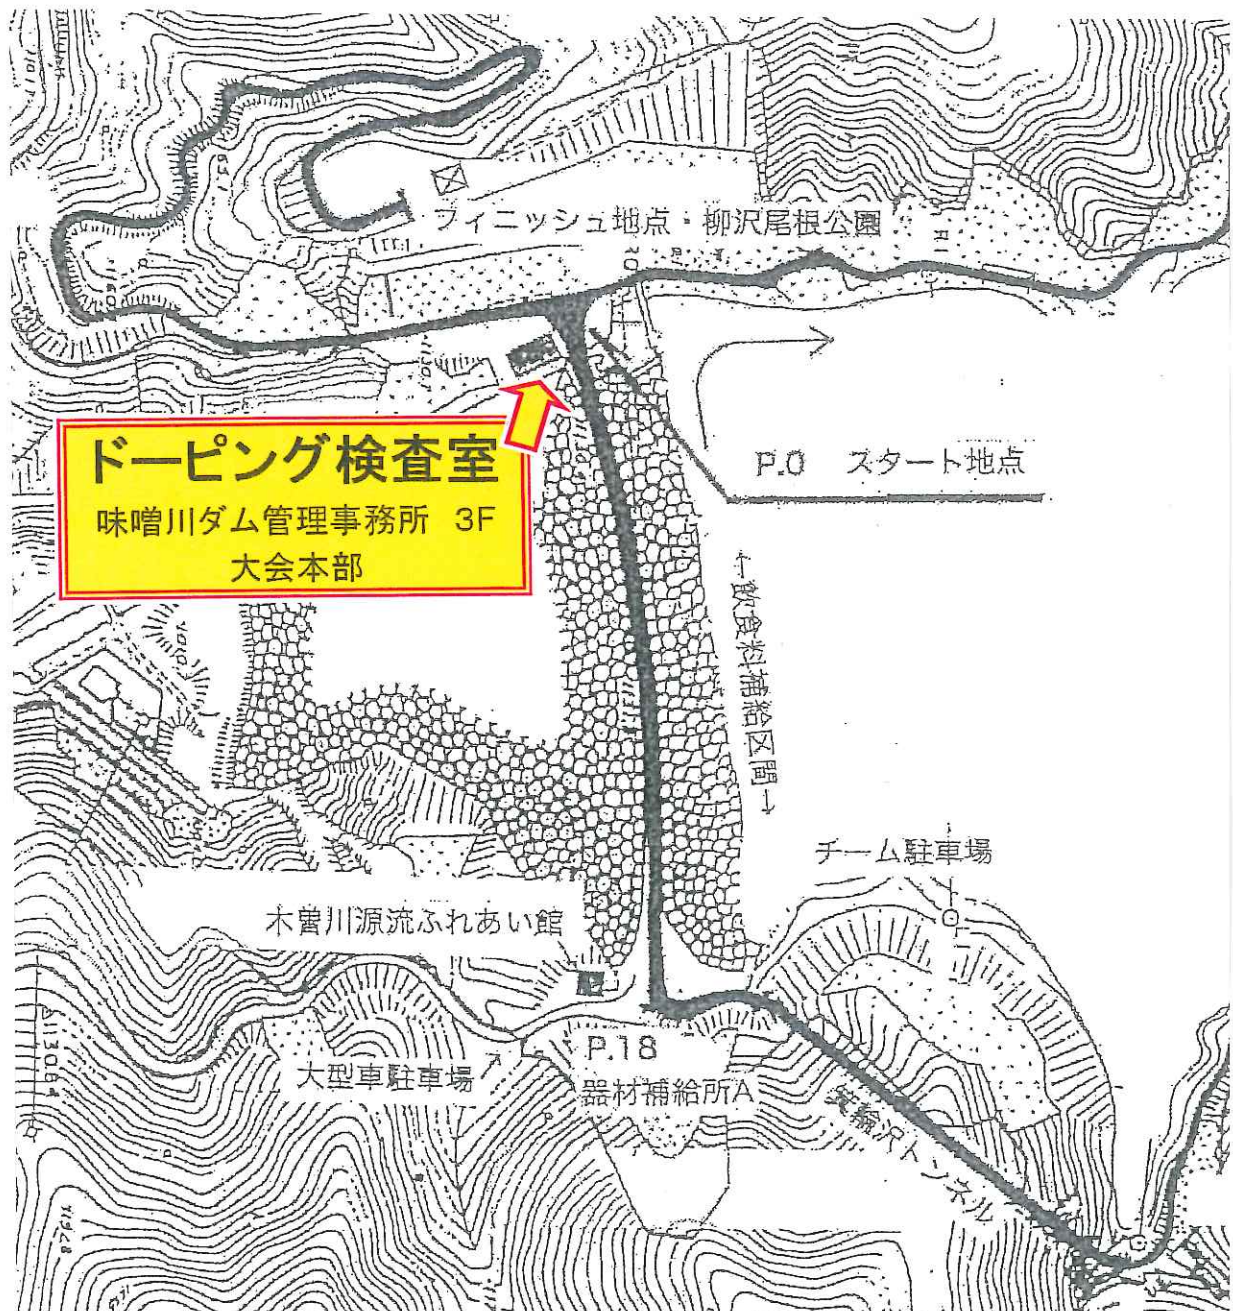 フィニッシュ地点・柳沢尾根公園
ドーピング検査室
味噌川ダム管理事務所 3F
大会本部
P.0 スタート地点
←飲食料補給区間→
チーム駐車場
木曽川源流ふれあい館
P.18
器材補給所A
大型車駐車場
箕輪沢トンネル